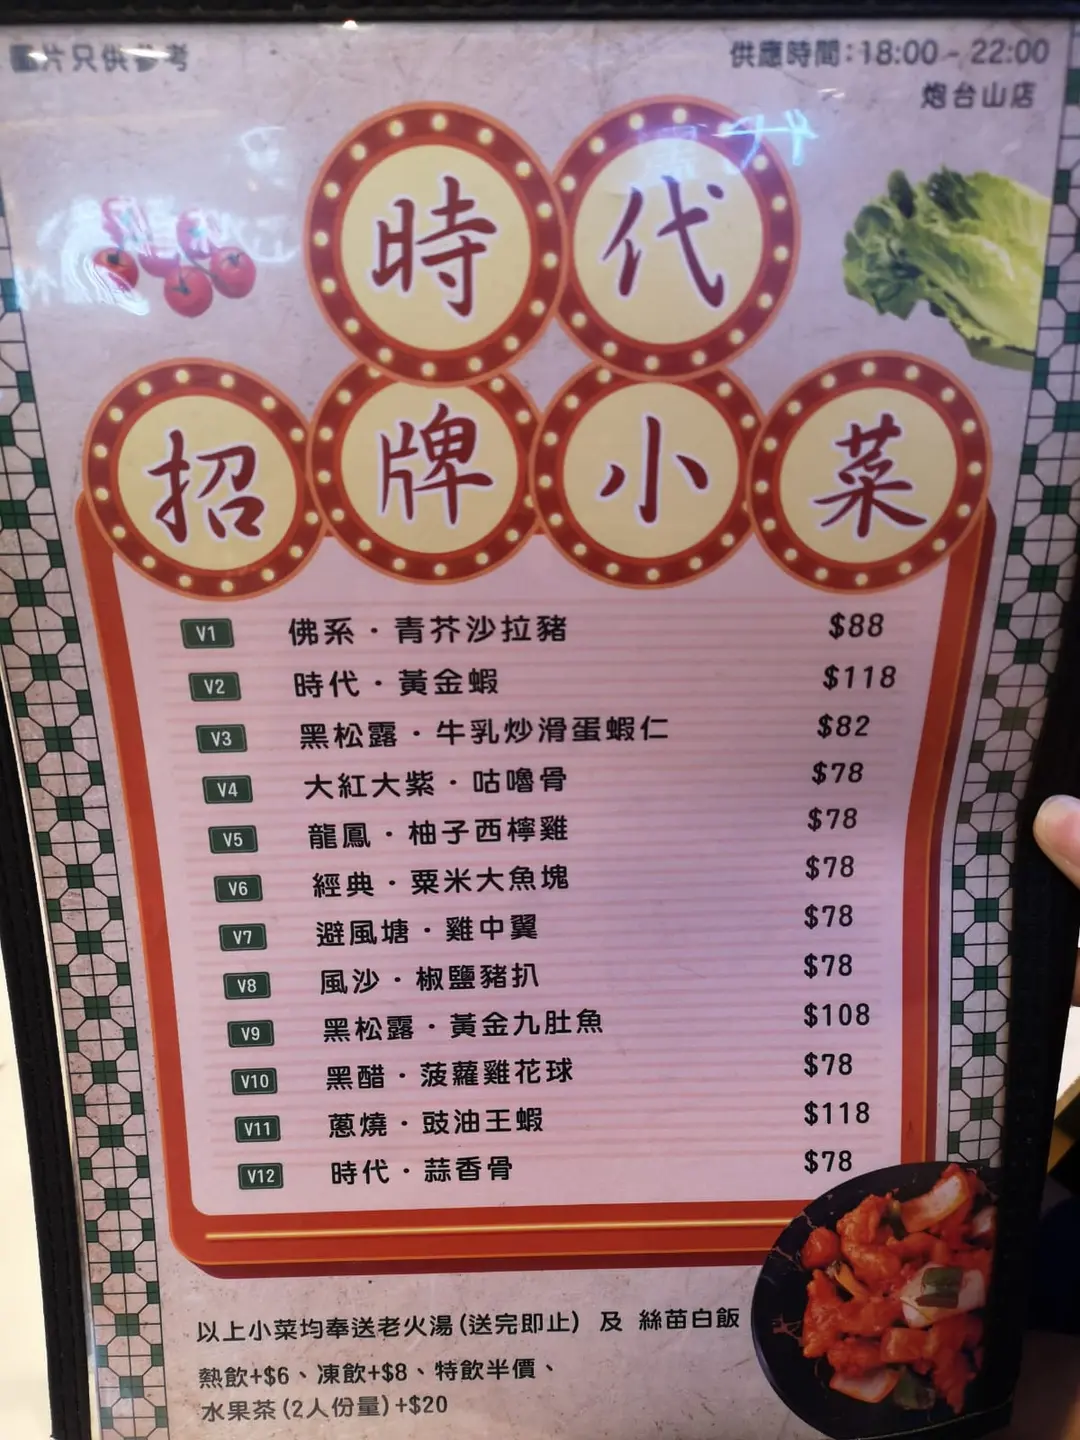 圖片只供參考
供應時間：18:00 - 22:00
炮台山店
時代
招牌小菜
V1 佛系・青芥沙拉豬 $88
V2 時代・黃金蝦 $118
V3 黑松露・牛乳炒滑蛋蝦仁 $82
V4 大紅大紫・咕嚕骨 $78
V5 龍鳳・柚子西檸雞 $78
V6 經典・粟米大魚塊 $78
V7 避風塘・雞中翼 $78
V8 風沙・椒鹽豬扒 $78
V9 黑松露・黃金九肚魚 $108
V10 黑醋・菠蘿雞花球 $78
V11 蔥燒・豉油王蝦 $118
V12 時代・蒜香骨 $78
以上小菜均奉送老火湯(送完即止) 及 絲苗白飯
熱飲+$6、凍飲+$8、特飲半價、
水果茶(2人份量)+$20